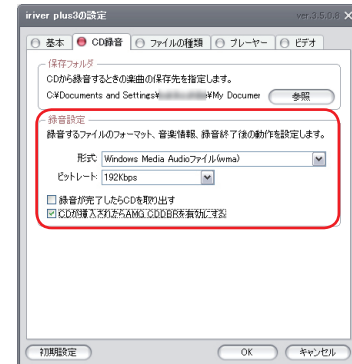 iriver plus3の設定
ver.3.5.0.8
基本
CD録音
ファイルの種類
プレーヤー
ビデオ
保存フォルダ
CDから録音するときの楽曲の保存先を指定します。
C:¥Documents and Settings¥ ¥My Documer
参照
録音設定
録音するファイルのフォーマット、音楽情報、録音終了後の動作を設定します。
形式 Windows Media Audioファイル(wma)
ビットレート 192Kbps
録音が完了したらCDを取り出す
CDが挿入されたらAMG CDDBRを有効にする
初期設定
OK
キャンセル